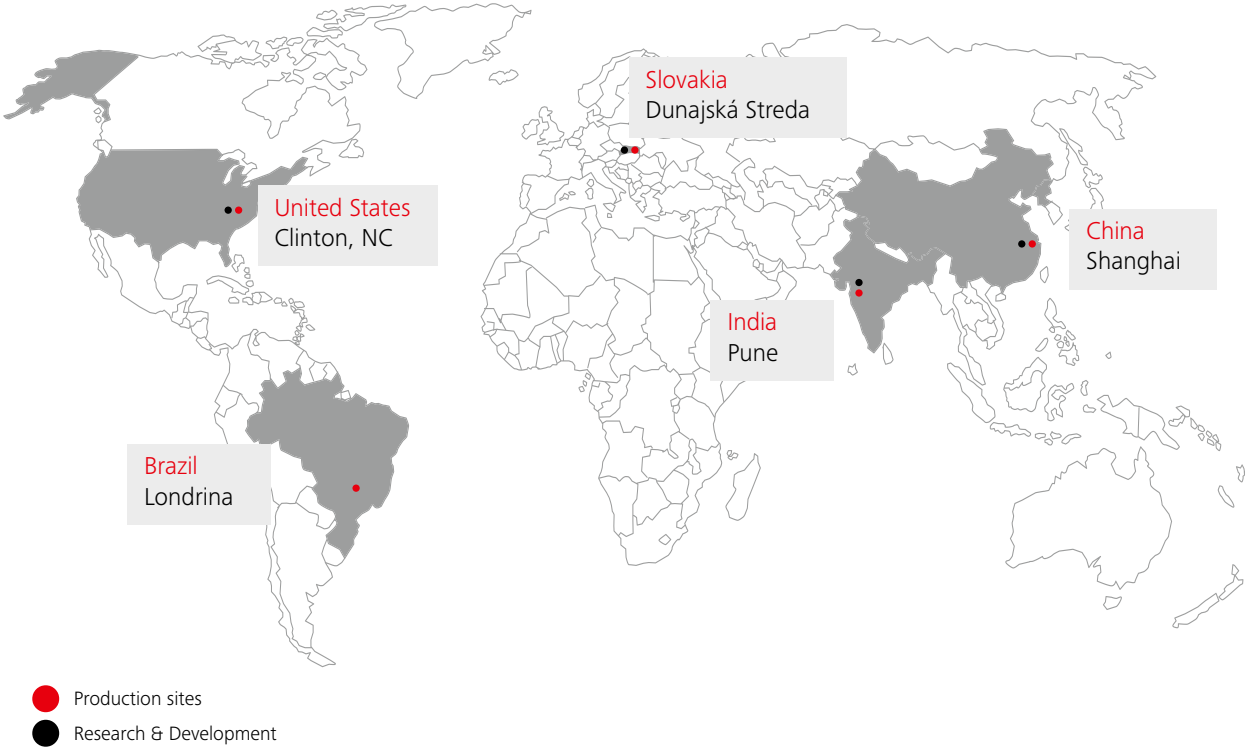 Slovakia
Dunajská Streda
United States
Clinton, NC
China
Shanghai
India
Pune
Brazil
Londrina
Production sites
Research & Development